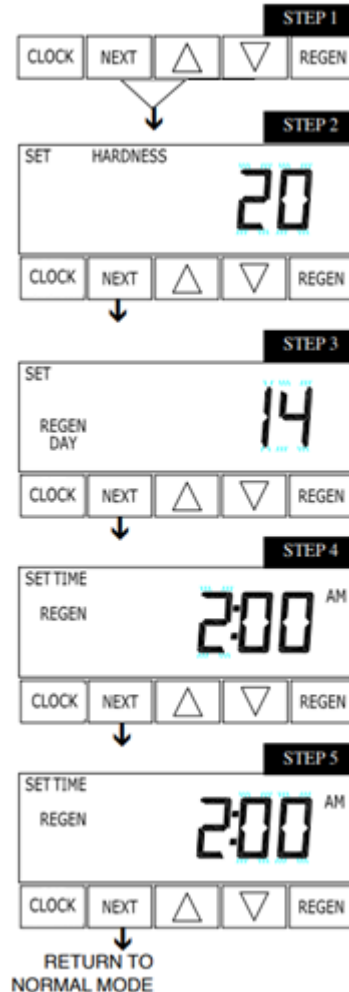 STEP 1
CLOCK NEXT REGEN
STEP 2
SET HARDNESS
20
CLOCK NEXT REGEN
STEP 3
SET
14
REGEN
DAY
CLOCK NEXT REGEN
STEP 4
SET TIME
REGEN 2:00 AM
CLOCK NEXT REGEN
STEP 5
SET TIME
REGEN 2:00 AM
CLOCK NEXT REGEN
RETURN TO
NORMAL MODE